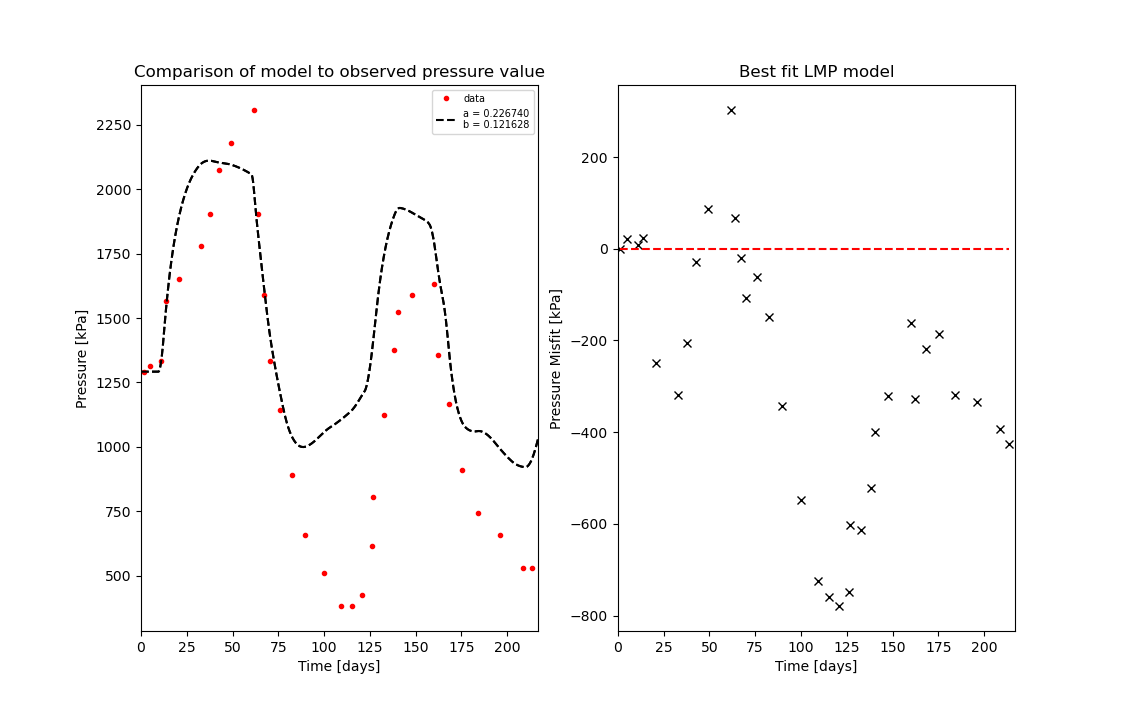 Comparison of model to observed pressure value
data
a = 0.226740
b = 0.121628
Pressure [kPa]
2250
2000
1750
1500
1250
1000
750
500
0 25 50 75 100 125 150 175 200
Time [days]
Best fit LMP model
Pressure Misfit [kPa]
200
0
−200
−400
−600
−800
0 25 50 75 100 125 150 175 200
Time [days]